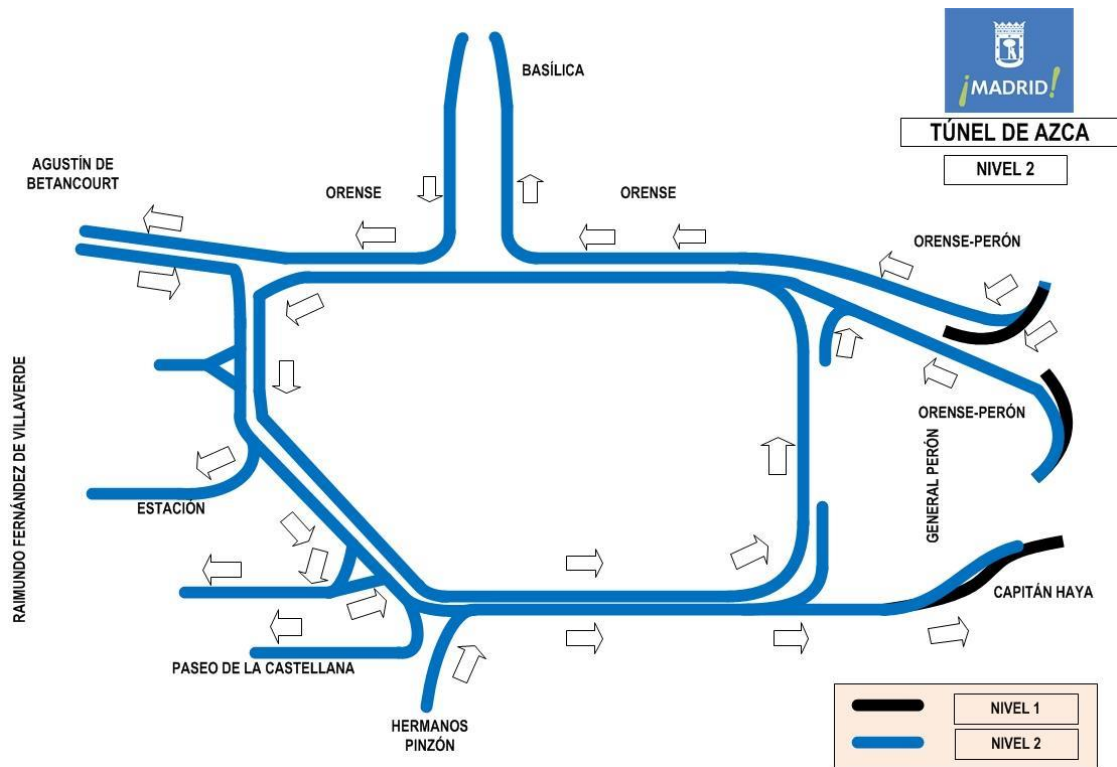 ¡MADRID!
TÚNEL DE AZCA
NIVEL 2
BASÍLICA
AGUSTÍN DE
BETANCOURT
ORENSE
ORENSE
ORENSE-PERÓN
ORENSE-PERÓN
GENERAL PERÓN
RAIMUNDO FERNÁNDEZ DE VILLAVERDE
ESTACIÓN
CAPITÁN HAYA
PASEO DE LA CASTELLANA
HERMANOS
PINZÓN
NIVEL 1
NIVEL 2